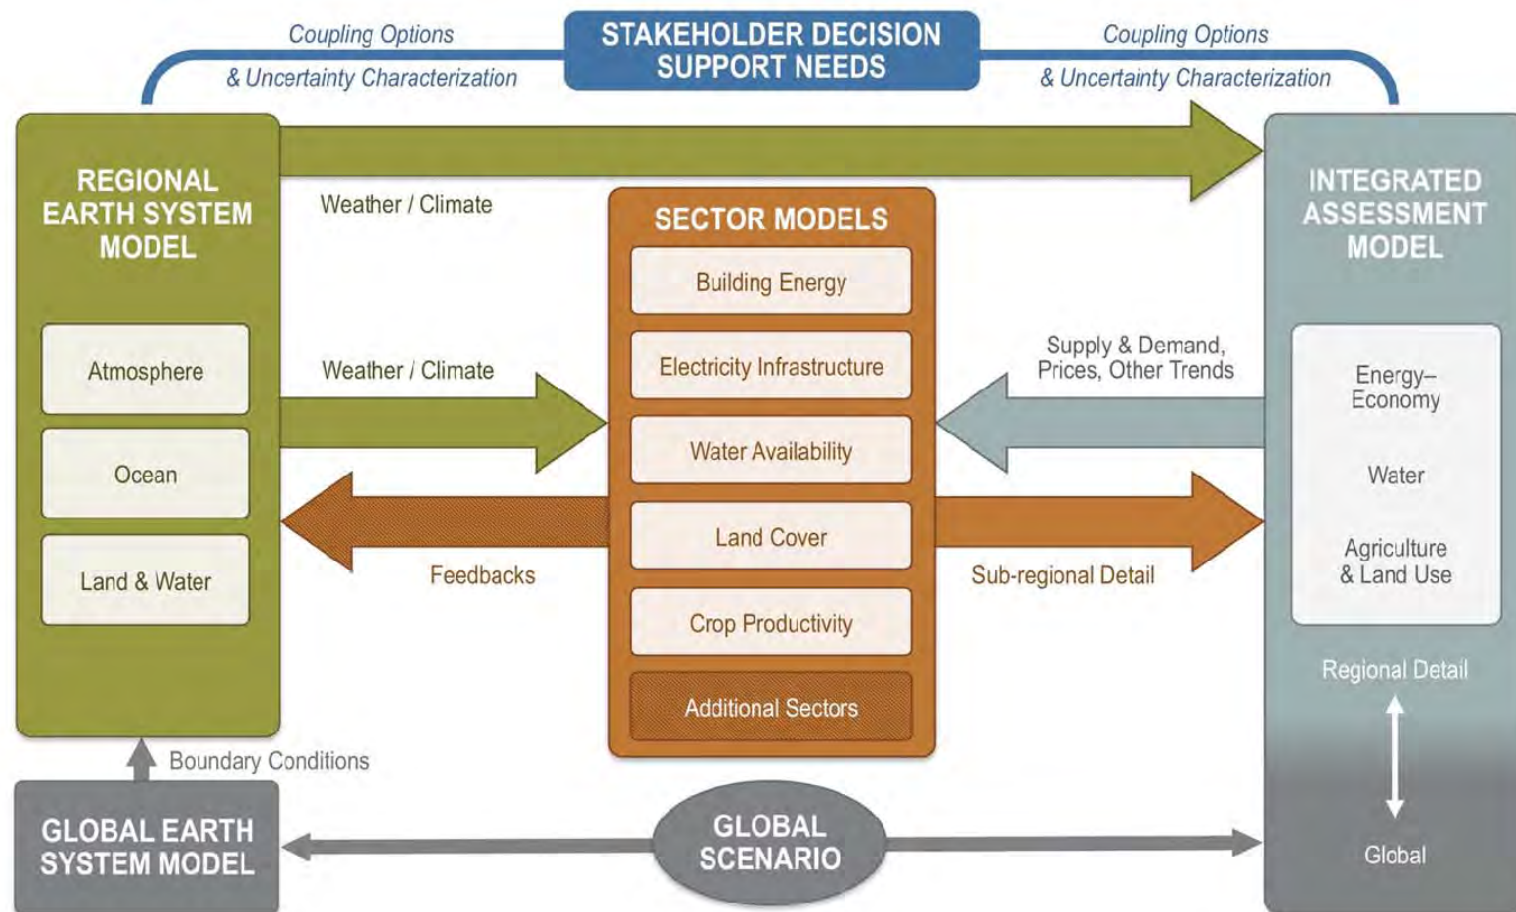 Coupling Options
& Uncertainty Characterization
STAKEHOLDER DECISION
SUPPORT NEEDS
Coupling Options
& Uncertainty Characterization
REGIONAL
EARTH SYSTEM
MODEL
Atmosphere
Ocean
Land & Water
Weather / Climate
Weather / Climate
Feedbacks
SECTOR MODELS
Building Energy
Electricity Infrastructure
Water Availability
Land Cover
Crop Productivity
Additional Sectors
Supply & Demand,
Prices, Other Trends
Sub-regional Detail
INTEGRATED
ASSESSMENT
MODEL
Energy–
Economy
Water
Agriculture
& Land Use
Regional Detail
Global
Boundary Conditions
GLOBAL EARTH
SYSTEM MODEL
GLOBAL
SCENARIO